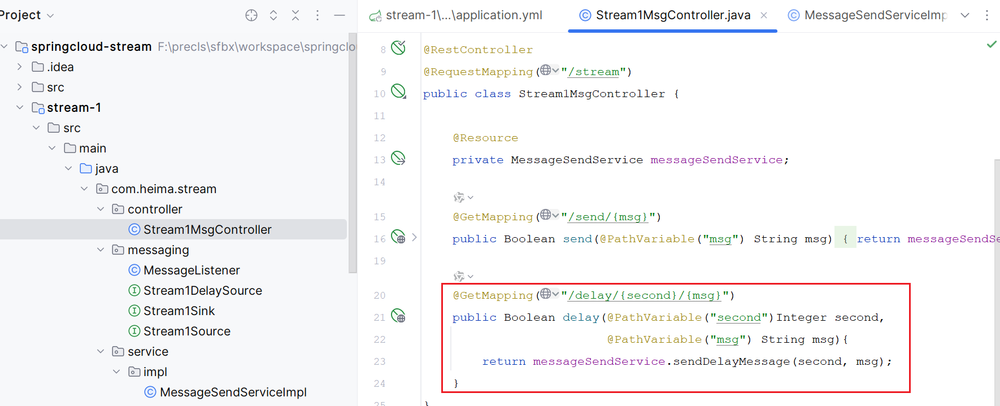 Project
springcloud-stream F:\precls\sfbx\workspace\springclo
.idea
src
stream-1
src
main
java
com.heima.stream
controller
Stream1MsgController
messaging
MessageListener
Stream1DelaySource
Stream1Sink
Stream1Source
service
impl
MessageSendServiceImpl
stream-1\...\application.yml Stream1MsgController.java MessageSendServiceImp
8 @RestController
9 @RequestMapping("/stream")
10 public class Stream1MsgController {
11
12 @Resource
13 private MessageSendService messageSendService;
14
15 @GetMapping("/send/{msg}")
16 public Boolean send(@PathVariable("msg") String msg) { return messageSendSe
19
20 @GetMapping("/delay/{second}/{msg}")
21 public Boolean delay(@PathVariable("second")Integer second,
22 @PathVariable("msg") String msg){
23 return messageSendService.sendDelayMessage(second, msg);
24 }
25 }